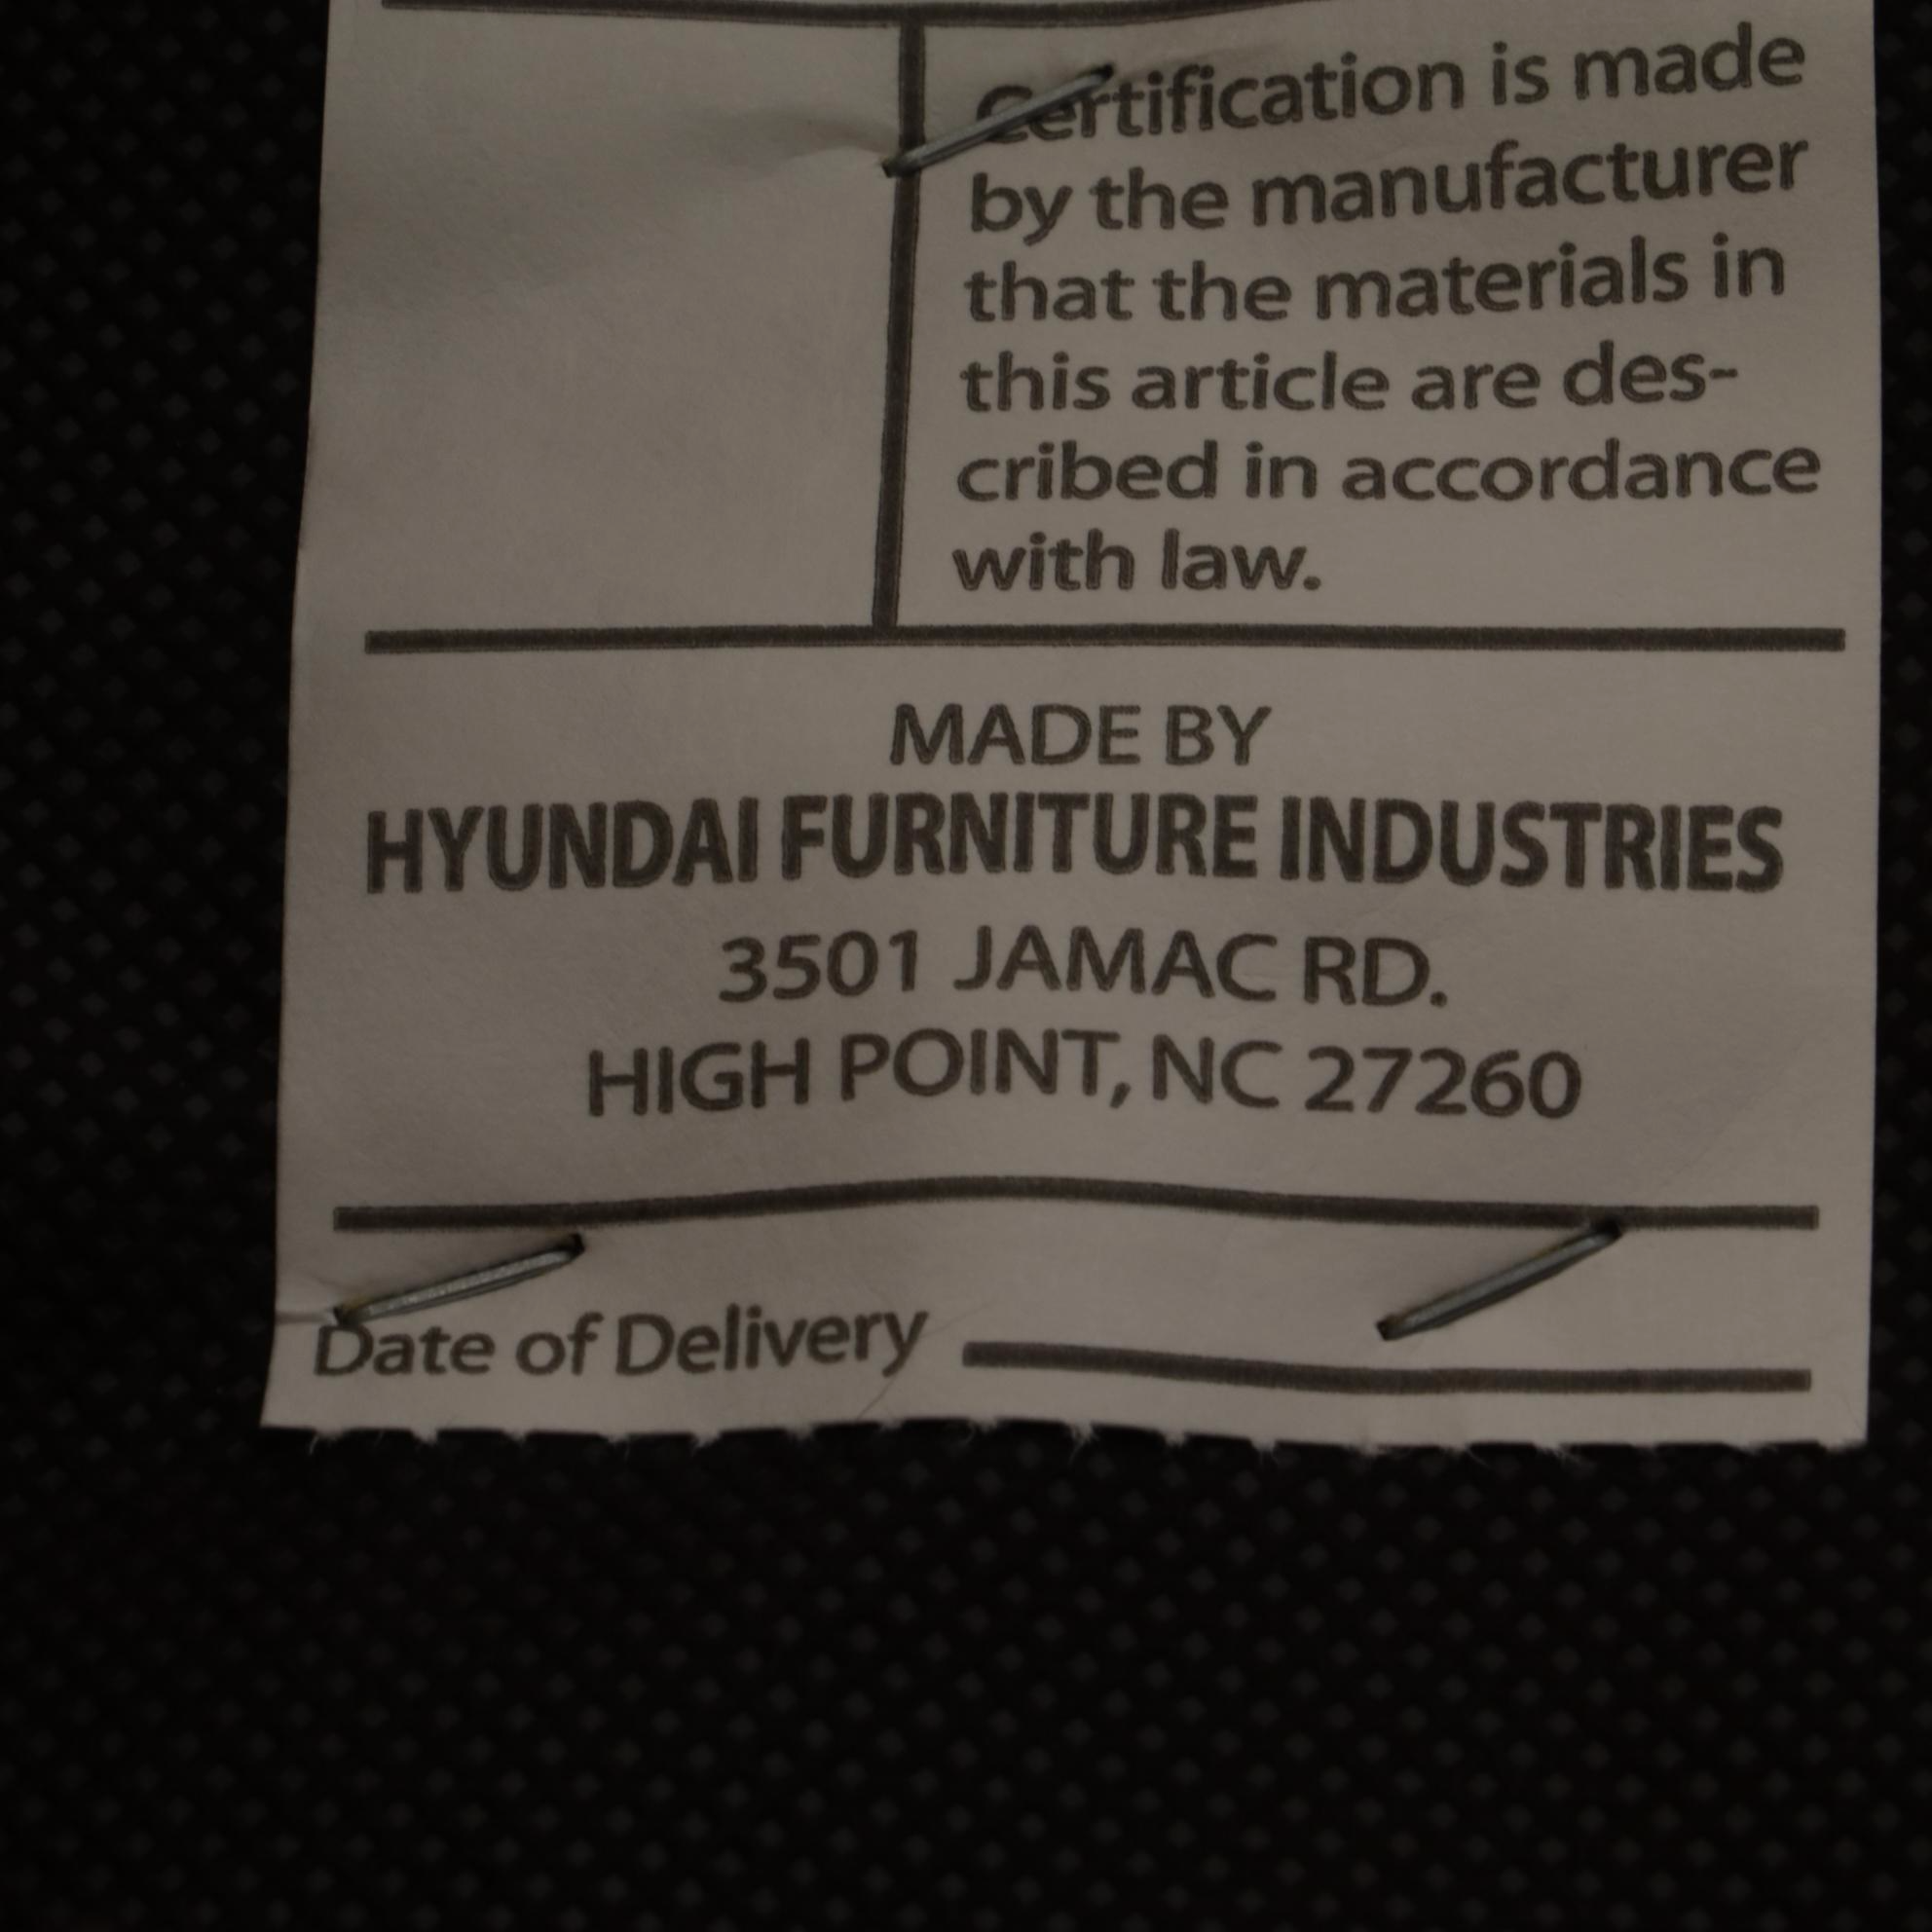 Certification is made
by the manufacturer
that the materials in
this article are des-
cribed in accordance
with law.
MADE BY
HYUNDAI FURNITURE INDUSTRIES
3501 JAMAC RD.
HIGH POINT, NC 27260
Date of Delivery